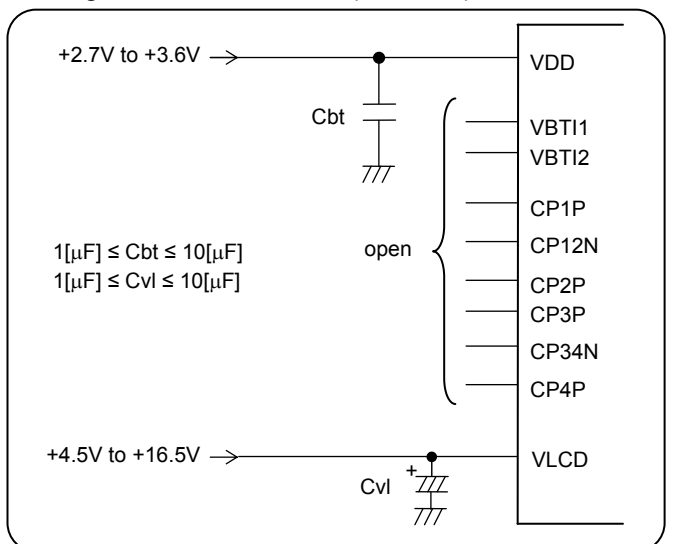 +2.7V to +3.6V
VDD
Cbt
VBTI1
VBTI2
CP1P
1[μF] ≤ Cbt ≤ 10[μF]
open
CP12N
1[μF] ≤ Cvl ≤ 10[μF]
CP2P
CP3P
CP34N
CP4P
+4.5V to +16.5V
VLCD
+
Cvl